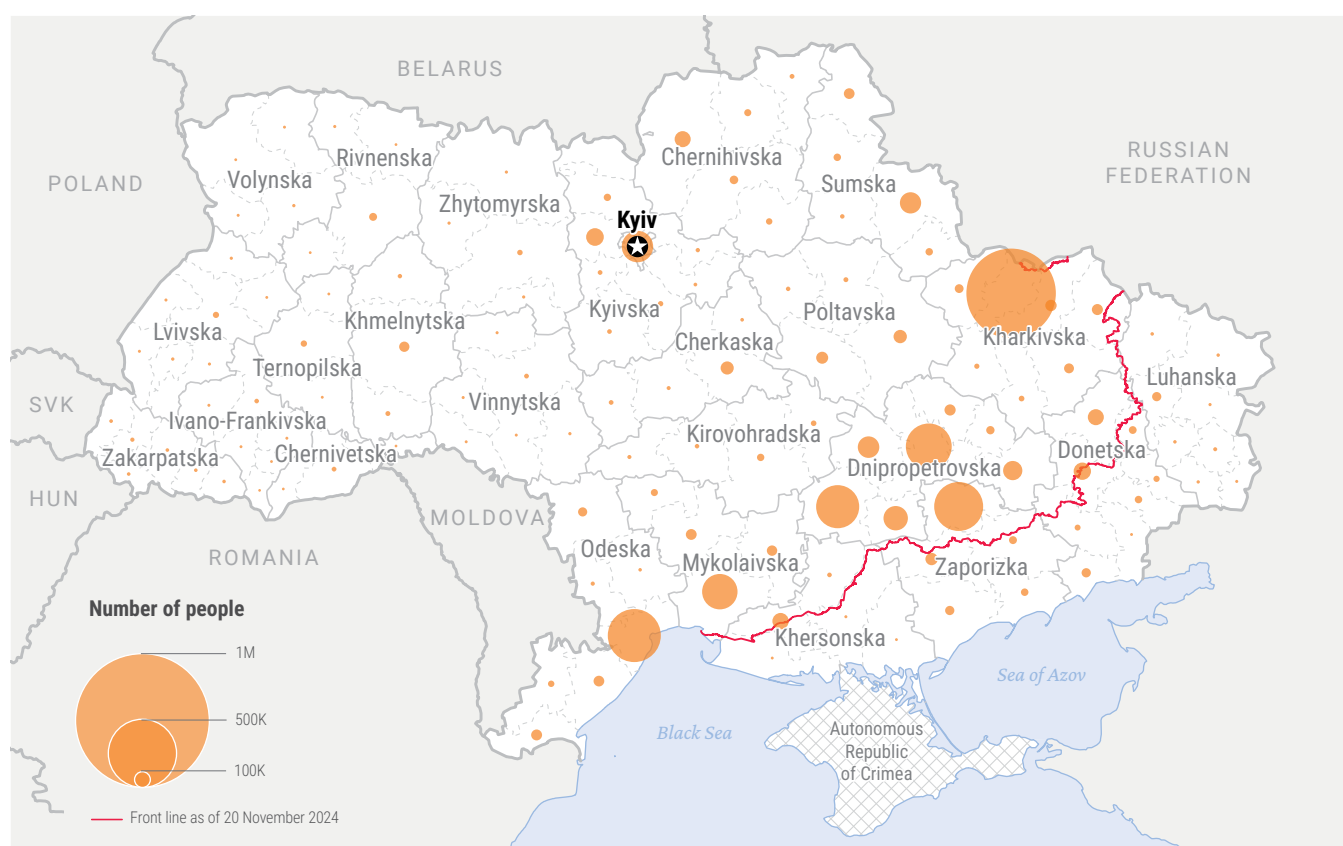 BELARUS
RUSSIAN
FEDERATION
POLAND
Rivnenska
Volynska
Chernihivska
Sumska
Zhytomyrska
Kyiv
Kyivska
Poltavska
Khmelnytska
Lvivska
Cherkaska
Kharkivska
Ternopilska
Luhanska
SVK
Vinnytska
Ivano-Frankivska
Kirovohradska
Zakarpatska
Chernivetska
Donetska
Dnipropetrovska
HUN
MOLDOVA
ROMANIA
Odeska
Mykolaivska
Zaporizka
Khersonska
Sea of Azov
Black Sea
Autonomous
Republic
of Crimea
Number of people
1M
500K
100K
Front line as of 20 November 2024